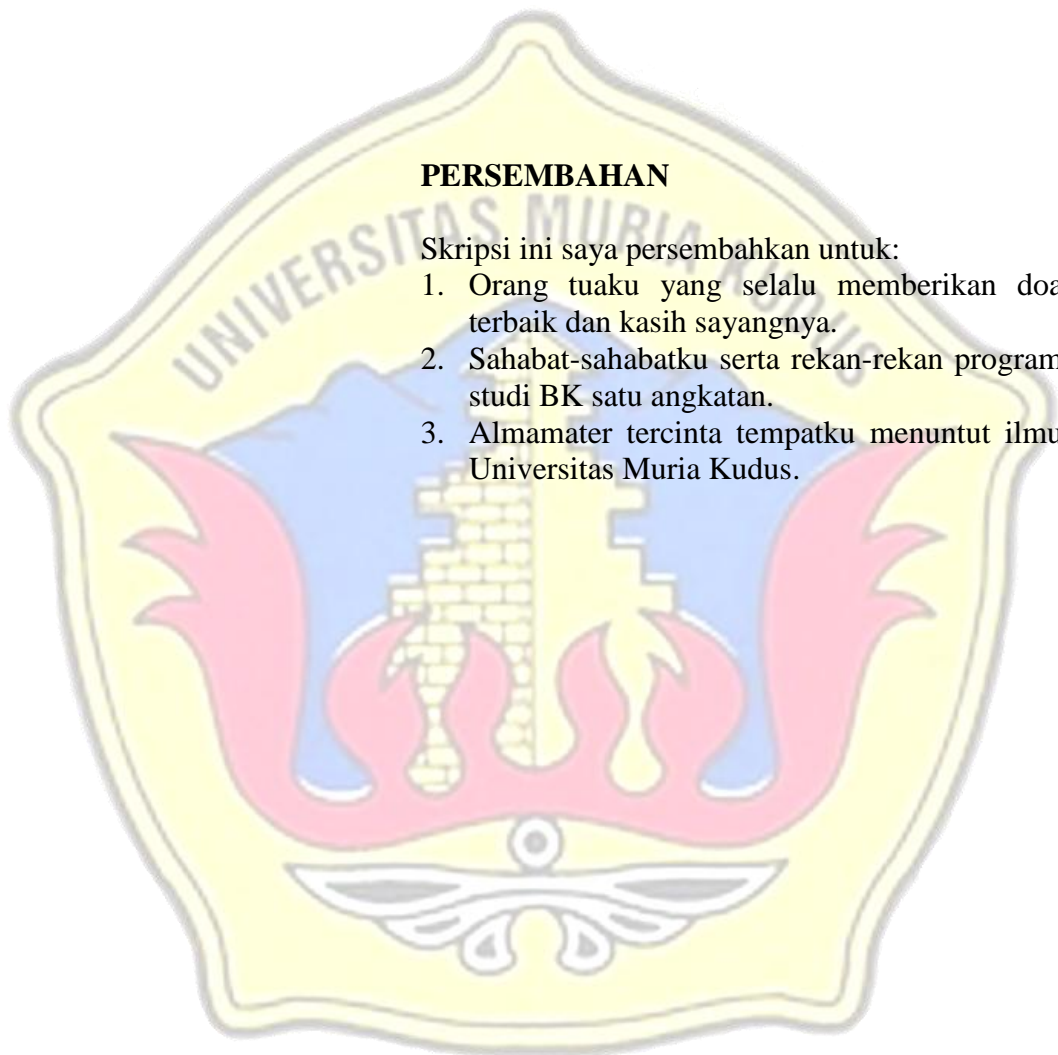 UNIVERSITAS MURIA KUDUS
PERSEMBAHAN
Skripsi ini saya persembahkan untuk:
1. Orang tuaku yang selalu memberikan doa
terbaik dan kasih sayangnya.
2. Sahabat-sahabatku serta rekan-rekan program
studi BK satu angkatan.
3. Almamater tercinta tempatku menuntut ilmu
Universitas Muria Kudus.